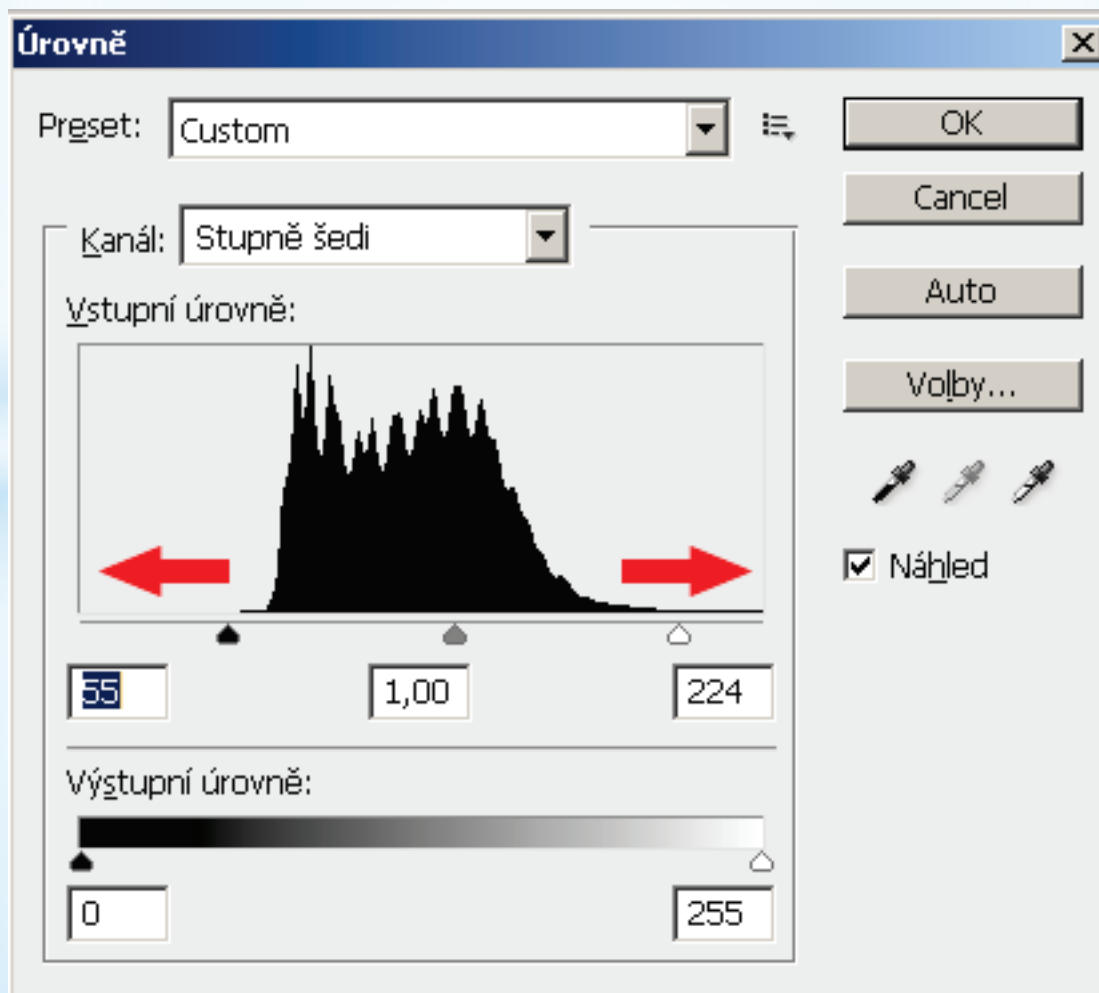 Úrovně
Preset: Custom
OK
Cancel
Kanál: Stupně šedi
Auto
Vstupní úrovně:
Volby...
Náhled
55 1,00 224
Výstupní úrovně:
0 255